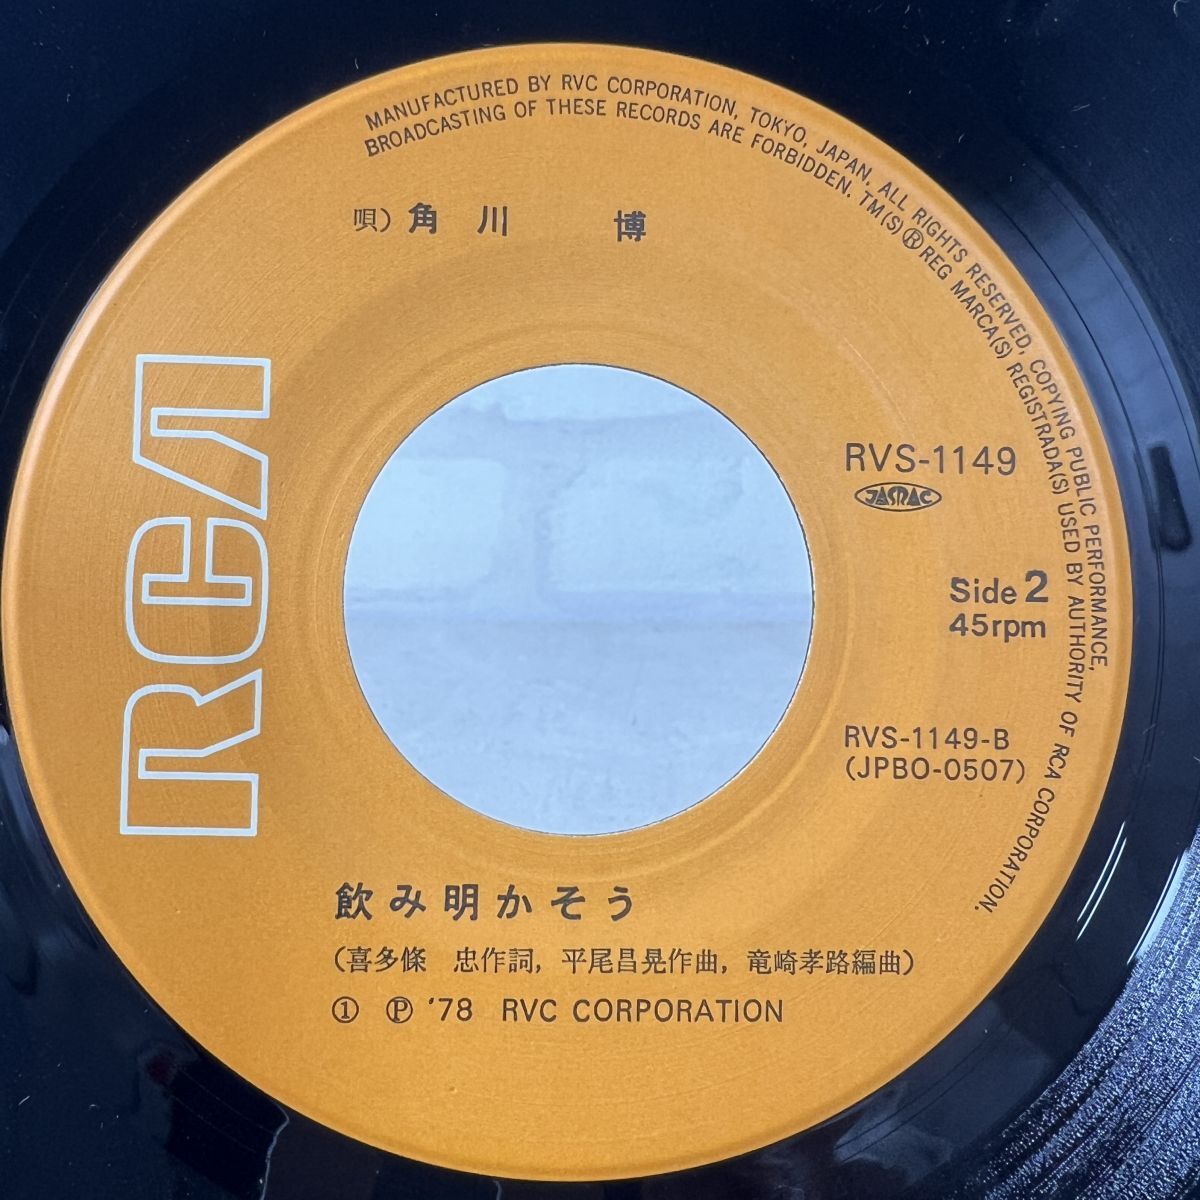 MANUFACTURED BY RVC CORPORATION, TOKYO, JAPAN. ALL RIGHTS RESERVED, COPYING PUBLIC PERFORMANCE,
BROADCASTING OF THESE RECORDS ARE FORBIDDEN. TM(S)®REG MARCA(S) REGISTRADA(S) USED BY AUTHORITY OF RCA CORPORATION.
唄) 角川 博
RCA
RVS-1149
JASRAC
Side 2
45rpm
RVS-1149-B
(JPBO-0507)
飲み明かそう
(喜多條 忠作詞, 平尾昌晃作曲, 竜崎孝路編曲)
① Ⓟ '78 RVC CORPORATION